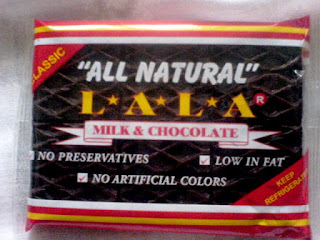 CLASSIC
"ALL NATURAL"
L★A★L★A®
MILK & CHOCOLATE
☑ NO PRESERVATIVES
☑ LOW IN FAT
☑ NO ARTIFICIAL COLORS
KEEP
REFRIGERATED